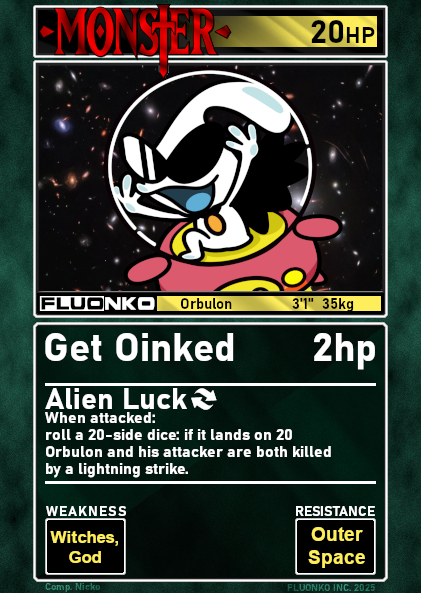 MONSTER
20HP
FLUONKO
Orbulon 3'1" 35kg
Get Oinked 2hp
Alien Luck
When attacked:
roll a 20-side dice: if it lands on 20
Orbulon and his attacker are both killed
by a lightning strike.
WEAKNESS
Witches,
God
RESISTANCE
Outer
Space
Comp. Nicko
FLUONKO INC. 2025